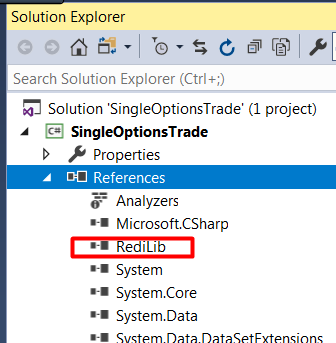 Solution Explorer
Search Solution Explorer (Ctrl+;)
Solution 'SingleOptionsTrade' (1 project)
C# SingleOptionsTrade
Properties
References
Analyzers
Microsoft.CSharp
RediLib
System
System.Core
System.Data
System.Data.DataSetExtensions